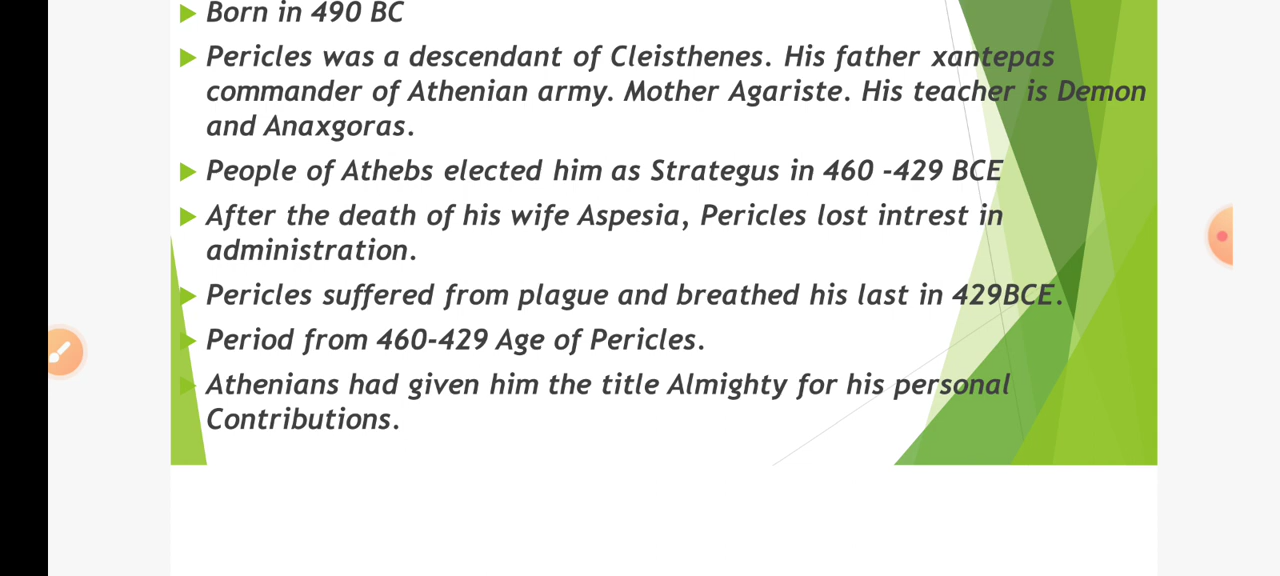 Born in 490 BC
Pericles was a descendant of Cleisthenes. His father xantepas
commander of Athenian army. Mother Agariste. His teacher is Demon
and Anaxgoras.
People of Athebs elected him as Strategus in 460 -429 BCE
After the death of his wife Aspesia, Pericles lost intrest in
administration.
Pericles suffered from plague and breathed his last in 429BCE.
Period from 460-429 Age of Pericles.
Athenians had given him the title Almighty for his personal
Contributions.